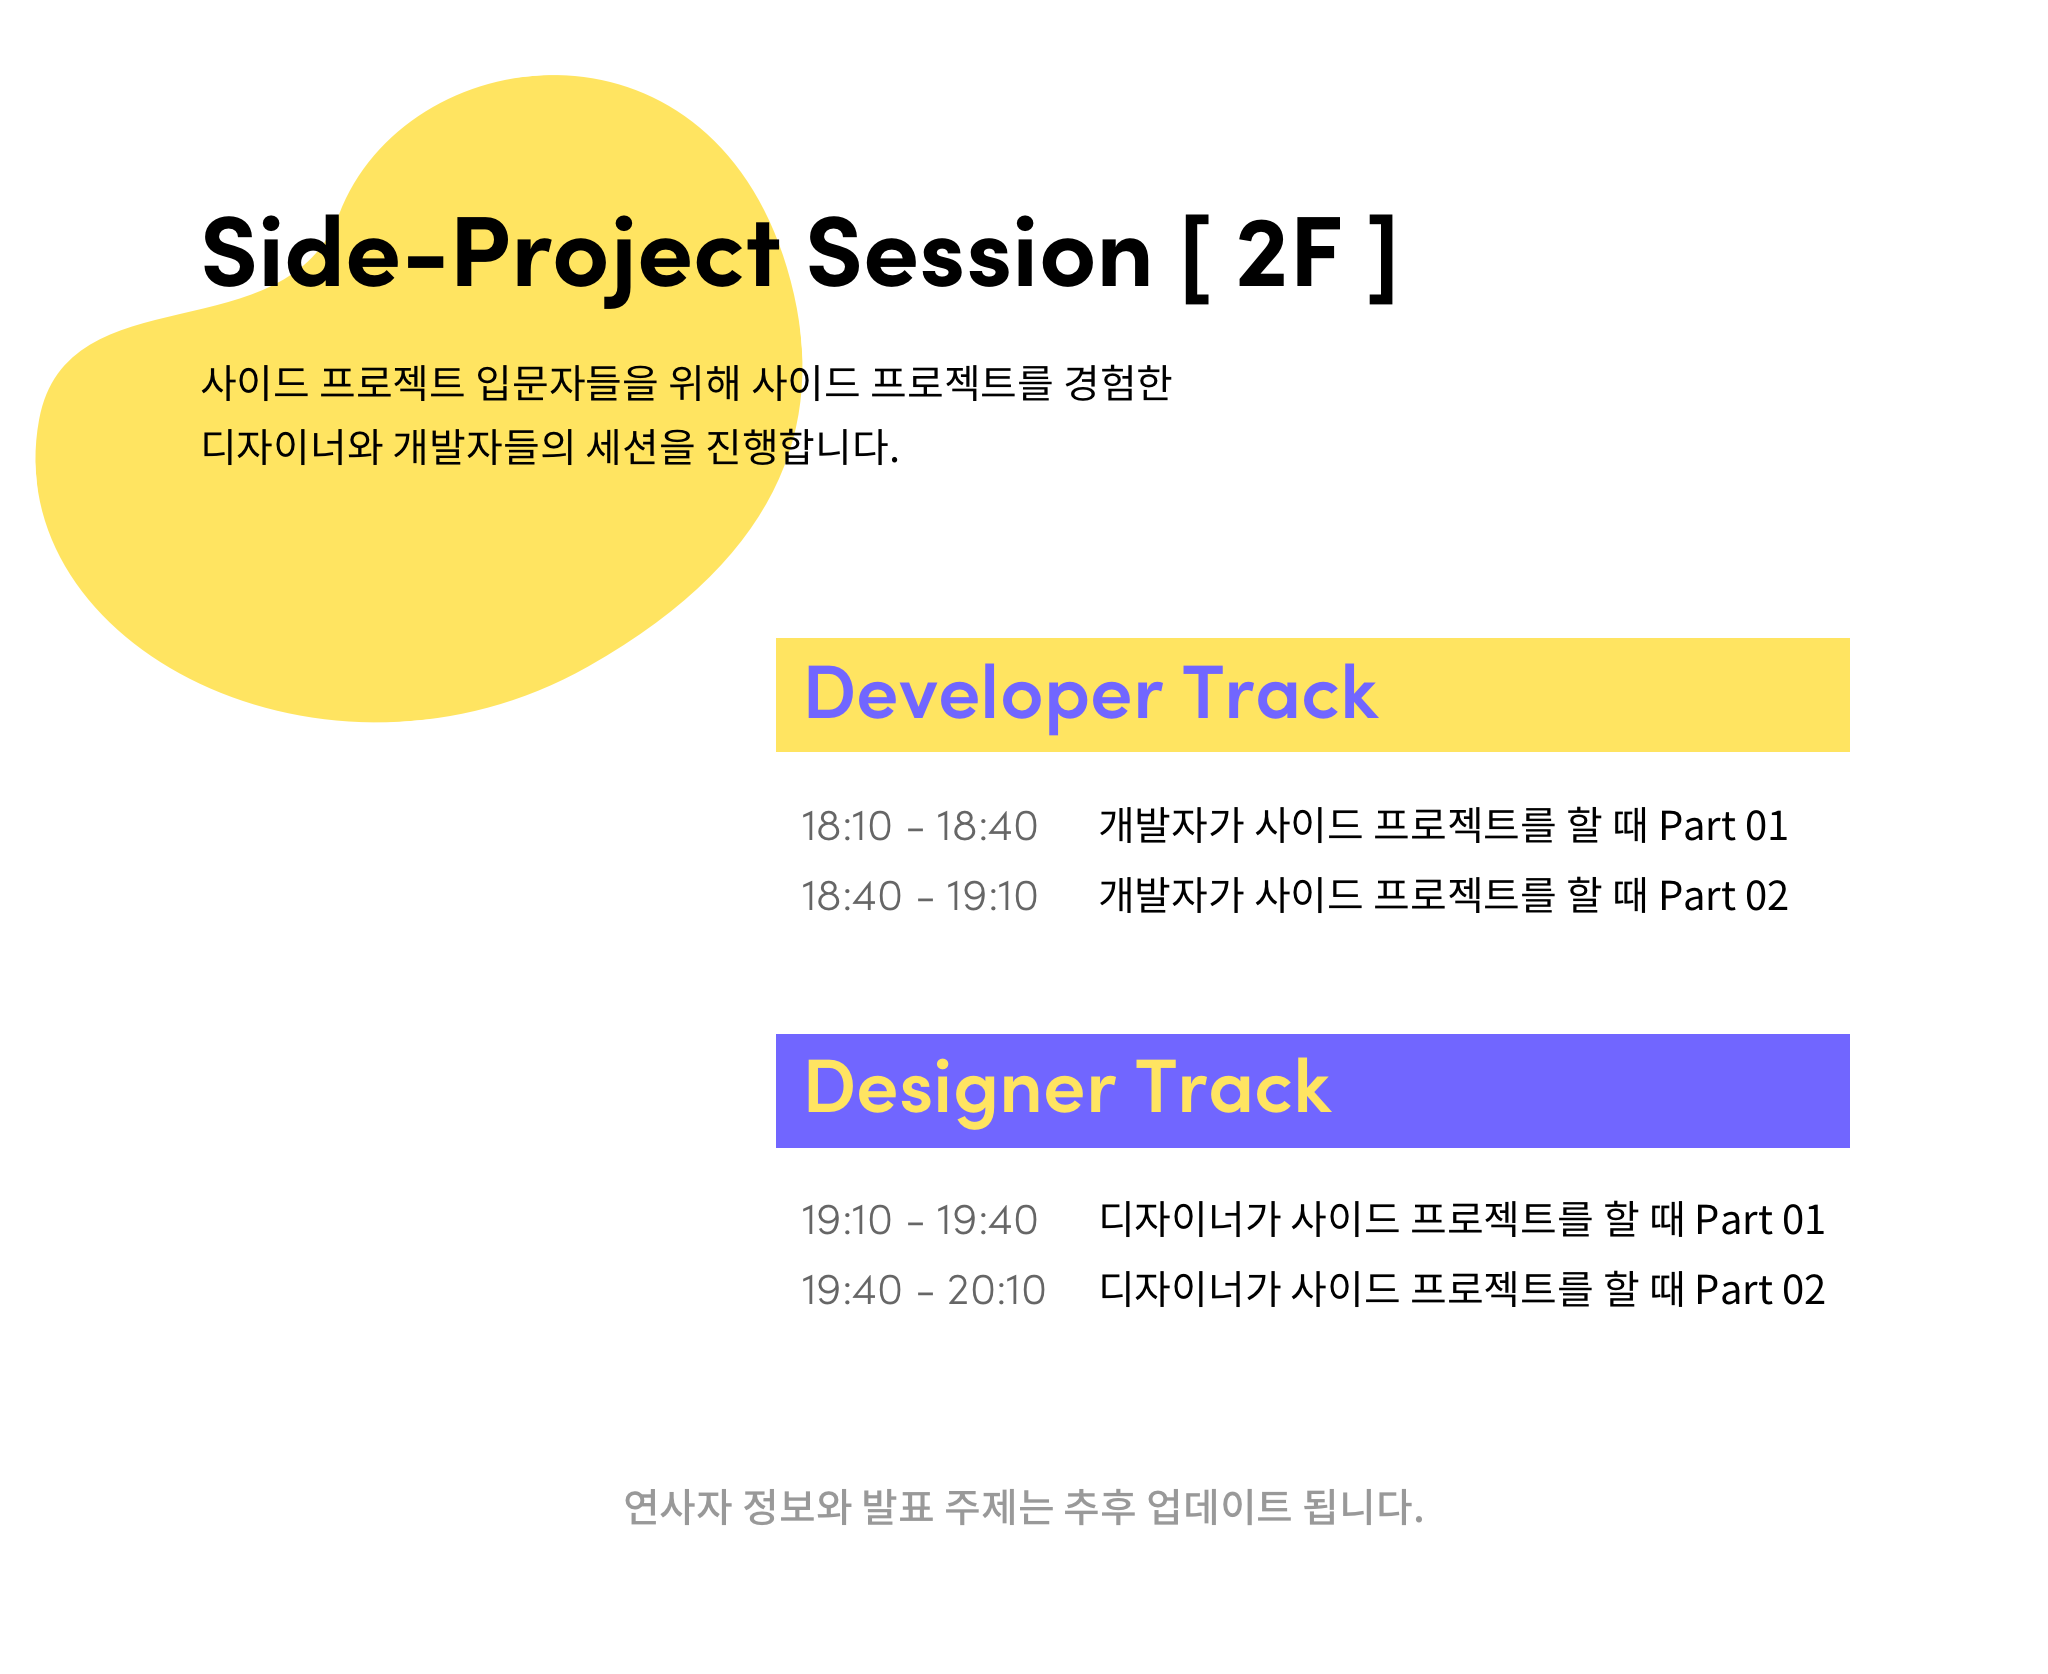 Side-Project Session [ 2F ]
사이드 프로젝트 입문자들을 위해 사이드 프로젝트를 경험한
디자이너와 개발자들의 세션을 진행합니다.
Developer Track
18:10 - 18:40 개발자가 사이드 프로젝트를 할 때 Part 01
18:40 - 19:10 개발자가 사이드 프로젝트를 할 때 Part 02
Designer Track
19:10 - 19:40 디자이너가 사이드 프로젝트를 할 때 Part 01
19:40 - 20:10 디자이너가 사이드 프로젝트를 할 때 Part 02
연사자 정보와 발표 주제는 추후 업데이트 됩니다.